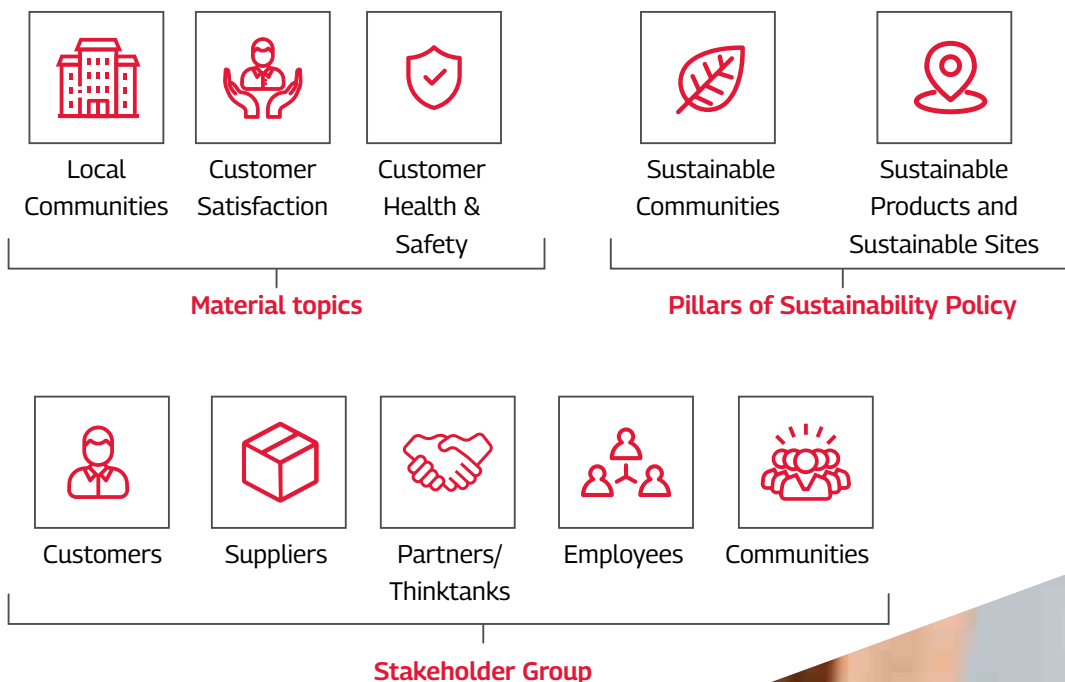 Local
Communities
Customer
Satisfaction
Customer
Health &
Safety
Material topics
Sustainable
Communities
Sustainable
Products and
Sustainable Sites
Pillars of Sustainability Policy
Customers
Suppliers
Partners/
Thinktanks
Employees
Communities
Stakeholder Group